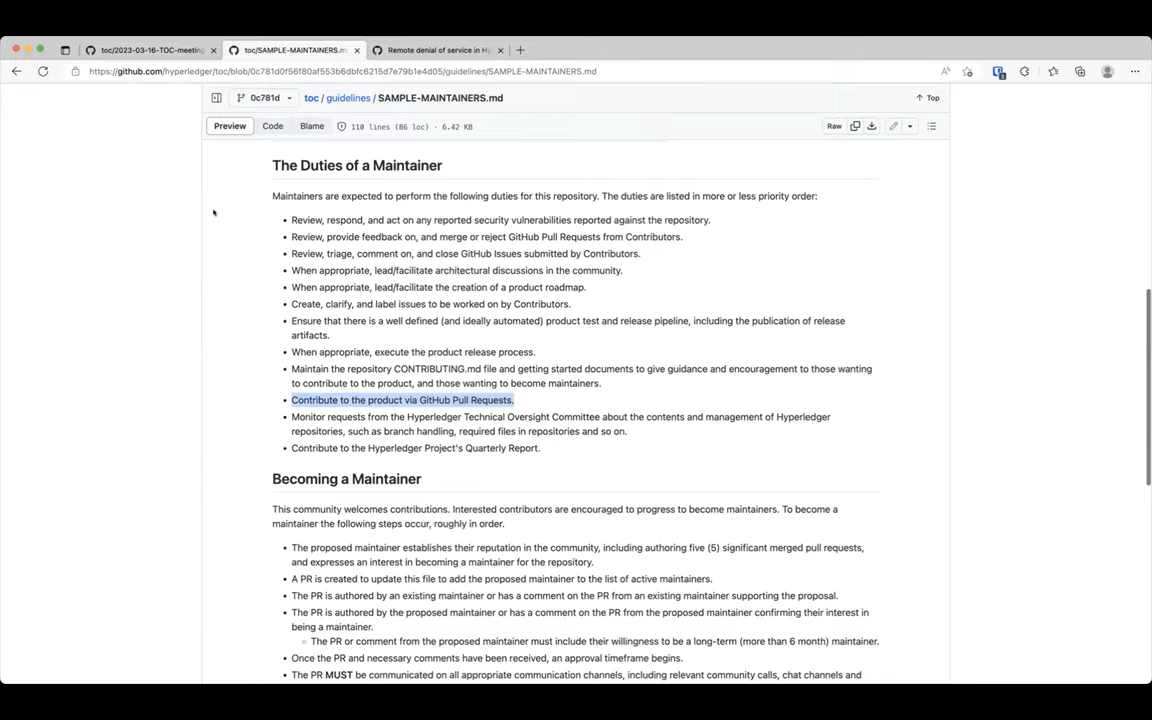 toc/2023-03-16-TOC-meeting
toc/SAMPLE-MAINTAINERS.m
Remote denial of service in Hy
https://github.com/hyperledger/toc/blob/0c781d0f56f80af553b6dbfc6215d7e79b1e4d05/guidelines/SAMPLE-MAINTAINERS.md
0c781d toc / guidelines / SAMPLE-MAINTAINERS.md Top
Preview Code Blame 110 lines (86 loc) · 6.42 KB Raw
The Duties of a Maintainer
Maintainers are expected to perform the following duties for this repository. The duties are listed in more or less priority order:
• Review, respond, and act on any reported security vulnerabilities reported against the repository.
• Review, provide feedback on, and merge or reject GitHub Pull Requests from Contributors.
• Review, triage, comment on, and close GitHub Issues submitted by Contributors.
• When appropriate, lead/facilitate architectural discussions in the community.
• When appropriate, lead/facilitate the creation of a product roadmap.
• Create, clarify, and label issues to be worked on by Contributors.
• Ensure that there is a well defined (and ideally automated) product test and release pipeline, including the publication of release
artifacts.
• When appropriate, execute the product release process.
• Maintain the repository CONTRIBUTING.md file and getting started documents to give guidance and encouragement to those wanting
to contribute to the product, and those wanting to become maintainers.
• Contribute to the product via GitHub Pull Requests.
• Monitor requests from the Hyperledger Technical Oversight Committee about the contents and management of Hyperledger
repositories, such as branch handling, required files in repositories and so on.
• Contribute to the Hyperledger Project's Quarterly Report.
Becoming a Maintainer
This community welcomes contributions. Interested contributors are encouraged to progress to become maintainers. To become a
maintainer the following steps occur, roughly in order.
• The proposed maintainer establishes their reputation in the community, including authoring five (5) significant merged pull requests,
and expresses an interest in becoming a maintainer for the repository.
• A PR is created to update this file to add the proposed maintainer to the list of active maintainers.
• The PR is authored by an existing maintainer or has a comment on the PR from an existing maintainer supporting the proposal.
• The PR is authored by the proposed maintainer or has a comment on the PR from the proposed maintainer confirming their interest in
being a maintainer.
◦ The PR or comment from the proposed maintainer must include their willingness to be a long-term (more than 6 month) maintainer.
• Once the PR and necessary comments have been received, an approval timeframe begins.
• The PR MUST be communicated on all appropriate communication channels, including relevant community calls, chat channels and